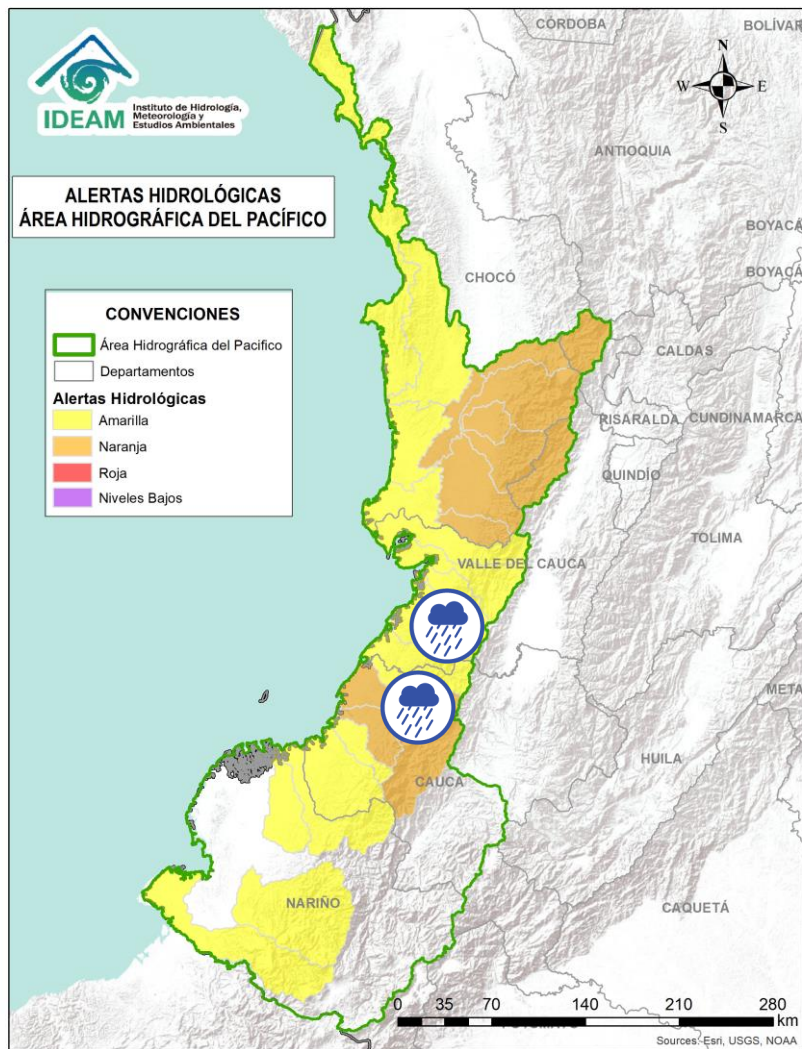 IDEAM
Instituto de Hidrología,
Meteorología y
Estudios Ambientales
ALERTAS HIDROLÓGICAS
ÁREA HIDROGRÁFICA DEL PACÍFICO
CONVENCIONES
Área Hidrográfica del Pacifico
Departamentos
Alertas Hidrológicas
Amarilla
Naranja
Roja
Niveles Bajos
N
W E
S
CÓRDOBA
BOLÍVAR
ANTIOQUIA
BOYACÁ
CHOCÓ
BOYACÁ
CALDAS
RISARALDA
CUNDINAMARCA
QUINDÍO
TOLIMA
VALLE DEL CAUCA
META
HUILA
CAUCA
NARIÑO
CAQUETÁ
0 35 70 140 210 280
km
Sources: Esri, USGS, NOAA